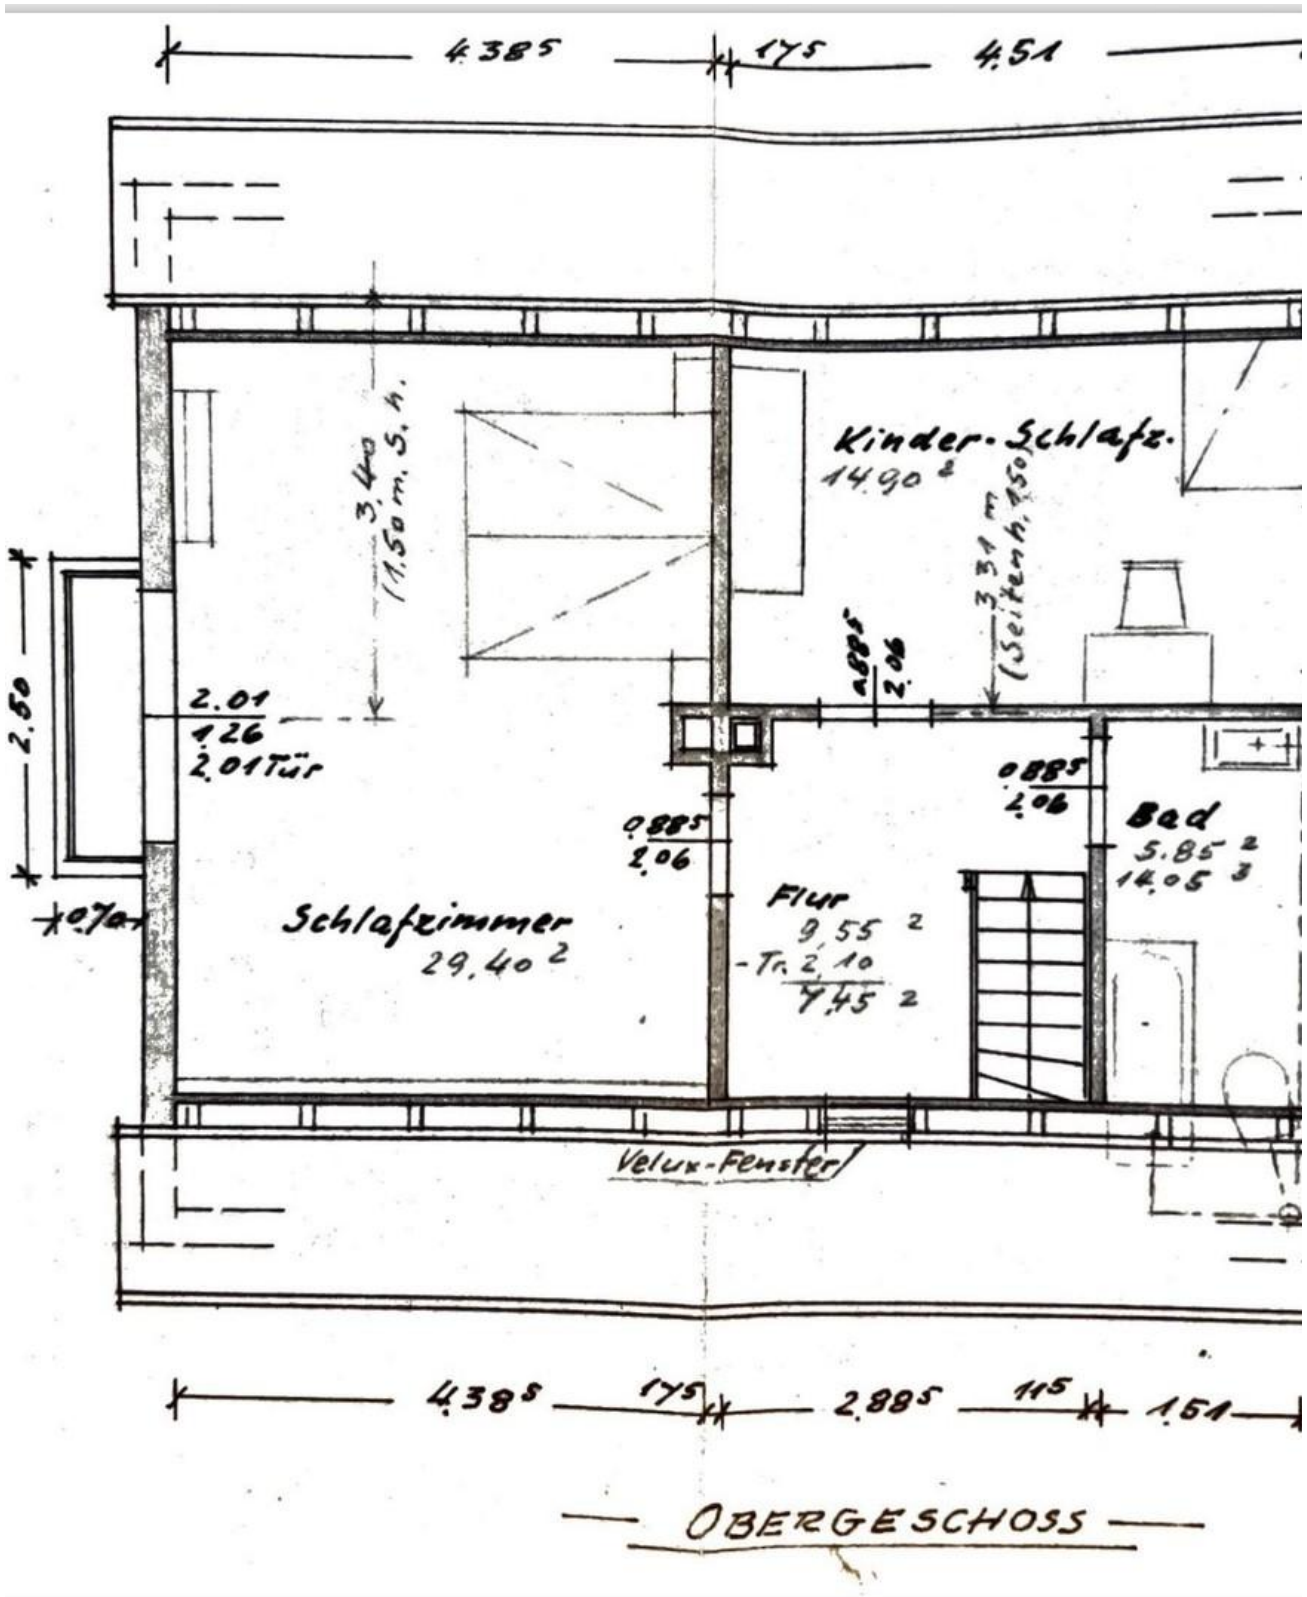 4.38⁵
17⁵
4.51
3,40
(1.50 m. S. h.
Kinder-Schlafz.
14.90 ²
3 31 m
(Seitenh. 1.50)
2.50
2.01
1.26
2.01 Tür
0.88⁵
2.06
0.88⁵
2.06
Bad
5.85 ²
14.05 ³
0.88⁵
2,06
0.70
Schlafzimmer
29.40 ²
Flur
9,55 ²
-Tr. 2,10
7,45 ²
Velux-Fenster
4.38⁵
17⁵
2.88⁵
11⁵
1.51
OBERGESCHOSS